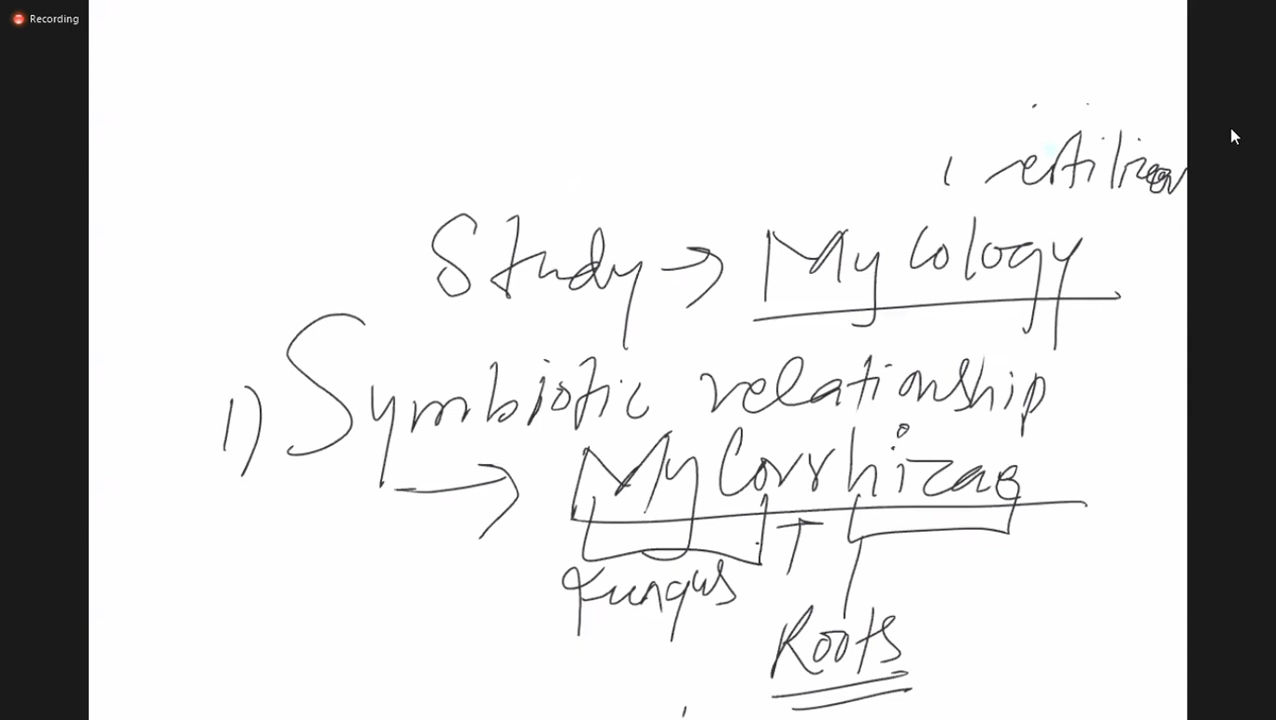 Recording
Study → Mycology
1) Symbiotic relationship
→ Mycorrhizae
Fungus
Roots